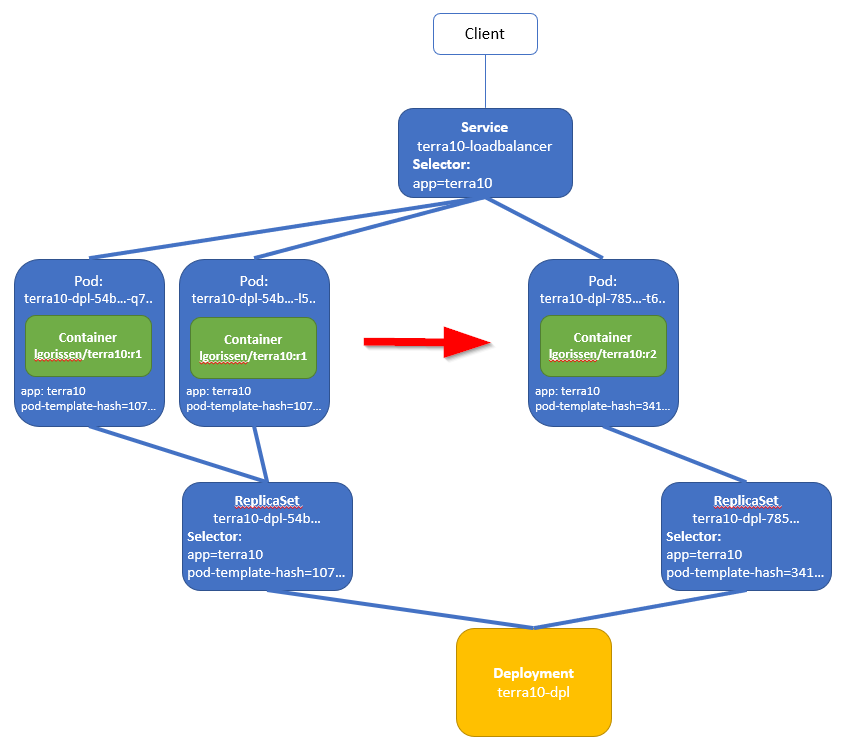 Client
Service
terra10-loadbalancer
Selector:
app=terra10
Pod:
terra10-dpl-54b...-q7..
Container
lgorissen/terra10:r1
app: terra10
pod-template-hash=107...
Pod:
terra10-dpl-54b...-l5..
Container
lgorissen/terra10:r1
app: terra10
pod-template-hash=107...
Pod:
terra10-dpl-785...-t6..
Container
lgorissen/terra10:r2
app: terra10
pod-template-hash=341...
ReplicaSet
terra10-dpl-54b...
Selector:
app=terra10
pod-template-hash=107...
ReplicaSet
terra10-dpl-785...
Selector:
app=terra10
pod-template-hash=341...
Deployment
terra10-dpl